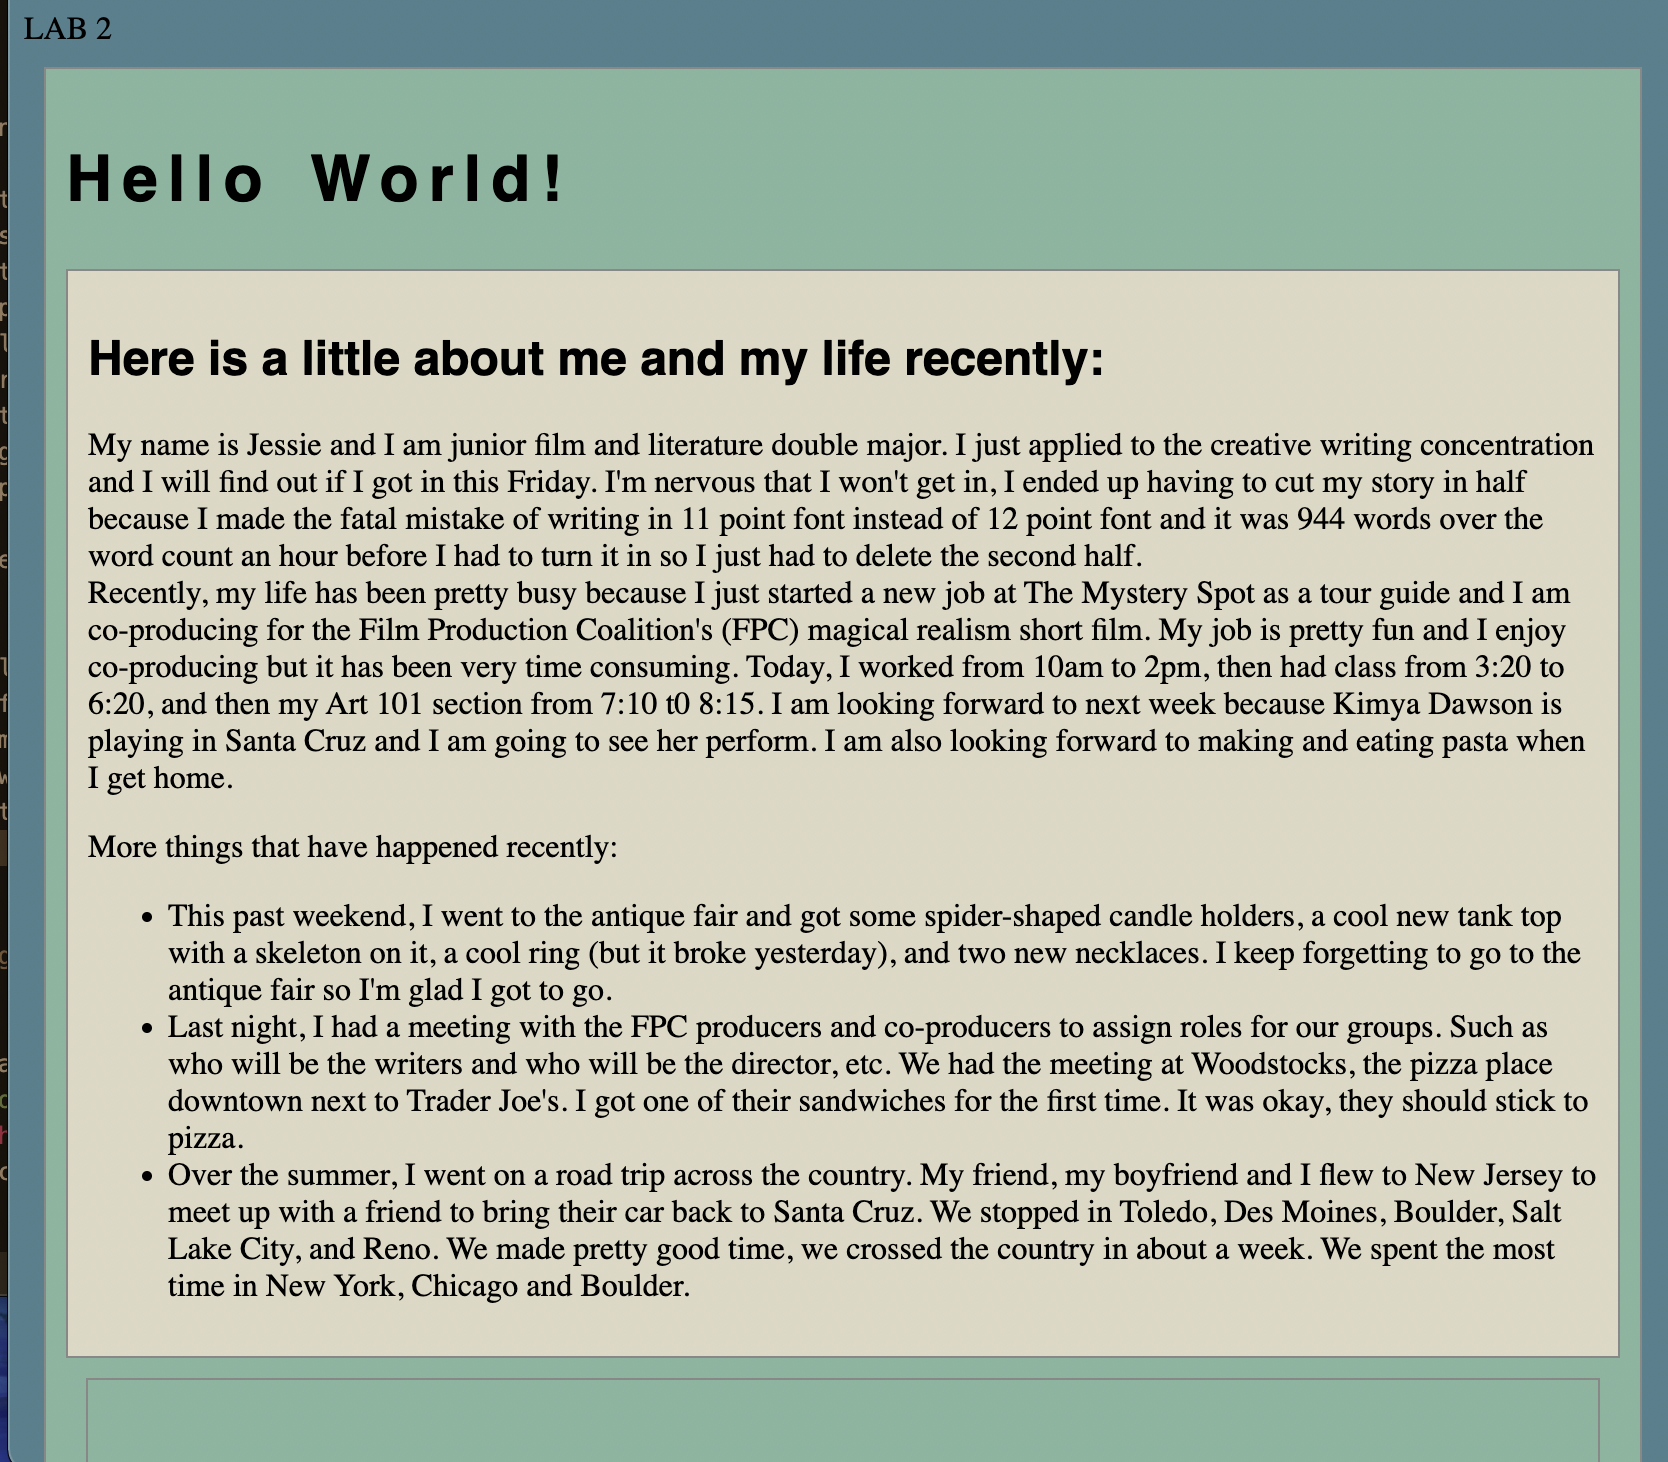 LAB 2
Hello World!
Here is a little about me and my life recently:
My name is Jessie and I am junior film and literature double major. I just applied to the creative writing concentration
and I will find out if I got in this Friday. I'm nervous that I won't get in, I ended up having to cut my story in half
because I made the fatal mistake of writing in 11 point font instead of 12 point font and it was 944 words over the
word count an hour before I had to turn it in so I just had to delete the second half.
Recently, my life has been pretty busy because I just started a new job at The Mystery Spot as a tour guide and I am
co-producing for the Film Production Coalition's (FPC) magical realism short film. My job is pretty fun and I enjoy
co-producing but it has been very time consuming. Today, I worked from 10am to 2pm, then had class from 3:20 to
6:20, and then my Art 101 section from 7:10 t0 8:15. I am looking forward to next week because Kimya Dawson is
playing in Santa Cruz and I am going to see her perform. I am also looking forward to making and eating pasta when
I get home.
More things that have happened recently:
• This past weekend, I went to the antique fair and got some spider-shaped candle holders, a cool new tank top
with a skeleton on it, a cool ring (but it broke yesterday), and two new necklaces. I keep forgetting to go to the
antique fair so I'm glad I got to go.
• Last night, I had a meeting with the FPC producers and co-producers to assign roles for our groups. Such as
who will be the writers and who will be the director, etc. We had the meeting at Woodstocks, the pizza place
downtown next to Trader Joe's. I got one of their sandwiches for the first time. It was okay, they should stick to
pizza.
• Over the summer, I went on a road trip across the country. My friend, my boyfriend and I flew to New Jersey to
meet up with a friend to bring their car back to Santa Cruz. We stopped in Toledo, Des Moines, Boulder, Salt
Lake City, and Reno. We made pretty good time, we crossed the country in about a week. We spent the most
time in New York, Chicago and Boulder.